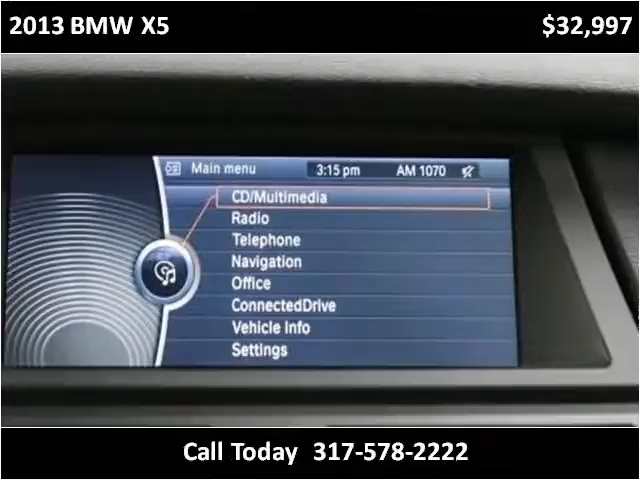 2013 BMW X5 $32,997
Main menu 3:15 pm AM 1070
CD/Multimedia
Radio
Telephone
Navigation
Office
ConnectedDrive
Vehicle Info
Settings
Call Today 317-578-2222